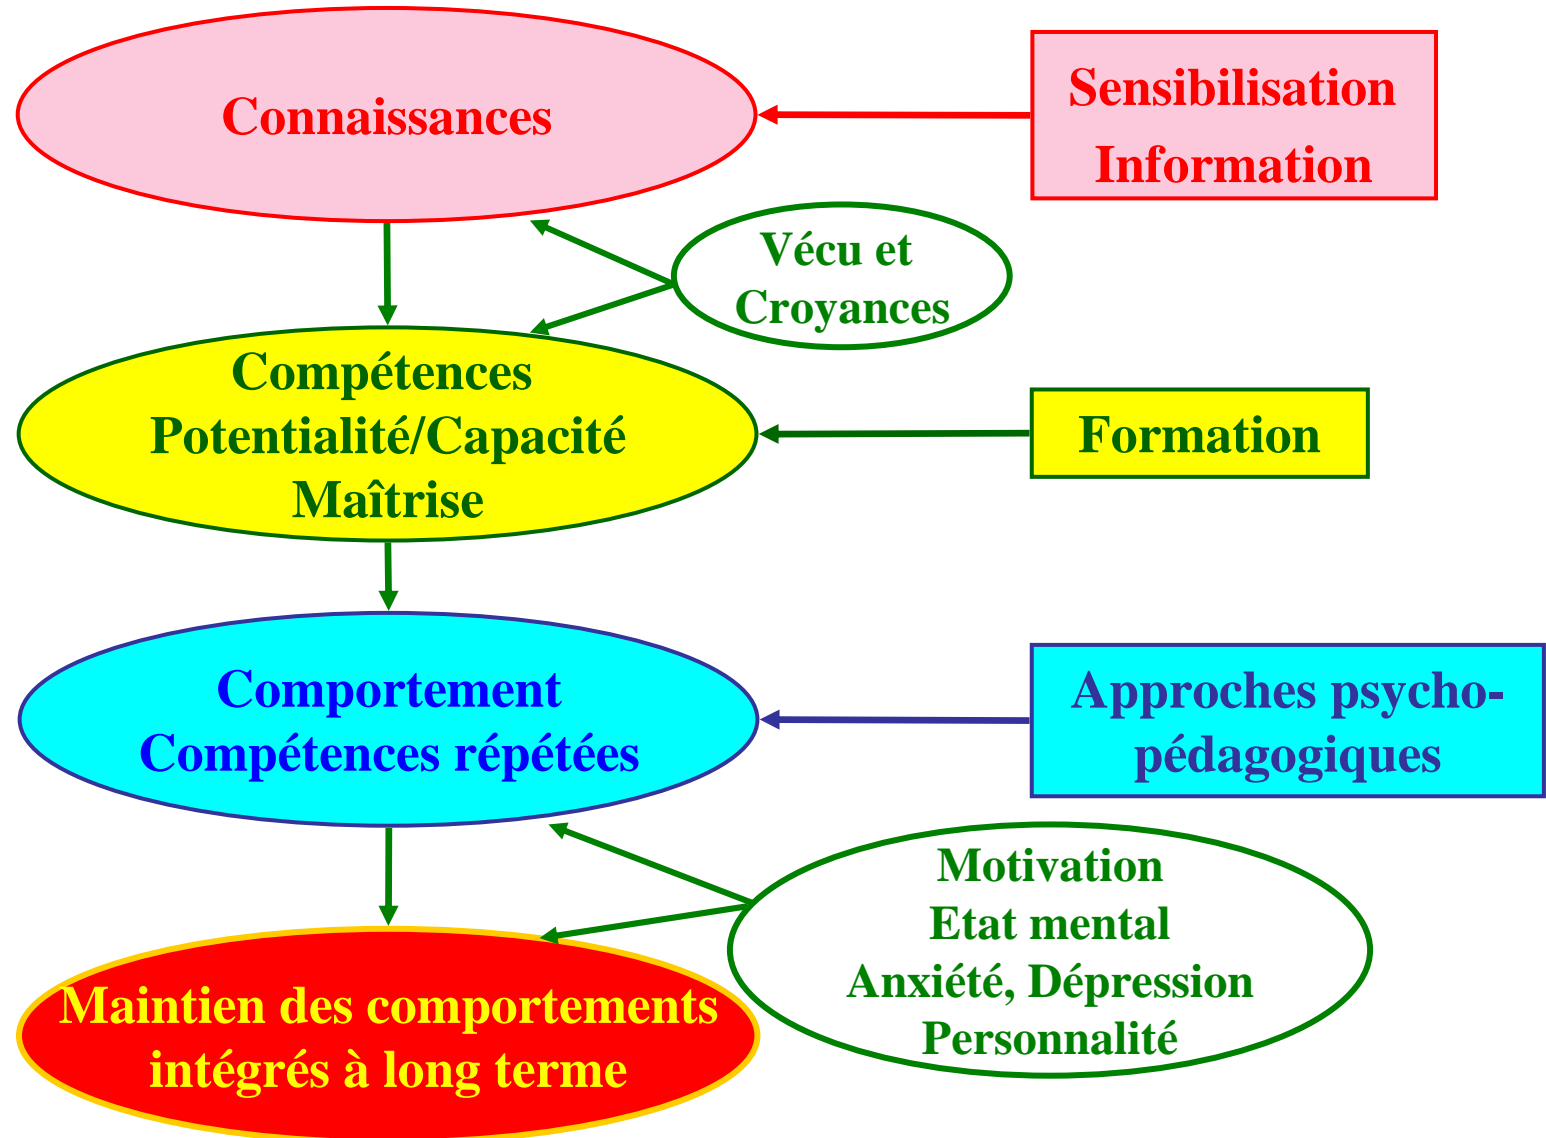 Connaissances
Sensibilisation
Information
Vécu et
Croyances
Compétences
Potentialité/Capacité
Maîtrise
Formation
Comportement
Compétences répétées
Approches psycho-
pédagogiques
Motivation
Etat mental
Anxiété, Dépression
Personnalité
Maintien des comportements
intégrés à long terme